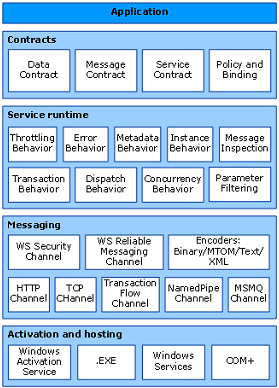 Application
Contracts
Data Contract
Message Contract
Service Contract
Policy and Binding
Service runtime
Throttling Behavior
Error Behavior
Metadata Behavior
Instance Behavior
Message Inspection
Transaction Behavior
Dispatch Behavior
Concurrency Behavior
Parameter Filtering
Messaging
WS Security Channel
WS Reliable Messaging Channel
Encoders: Binary/MTOM/Text/XML
HTTP Channel
TCP CHannel
Transaction Flow Channel
NamedPipe Channel
MSMQ Channel
Activation and hosting
Windows Activation Service
.EXE
Windows Services
COM+